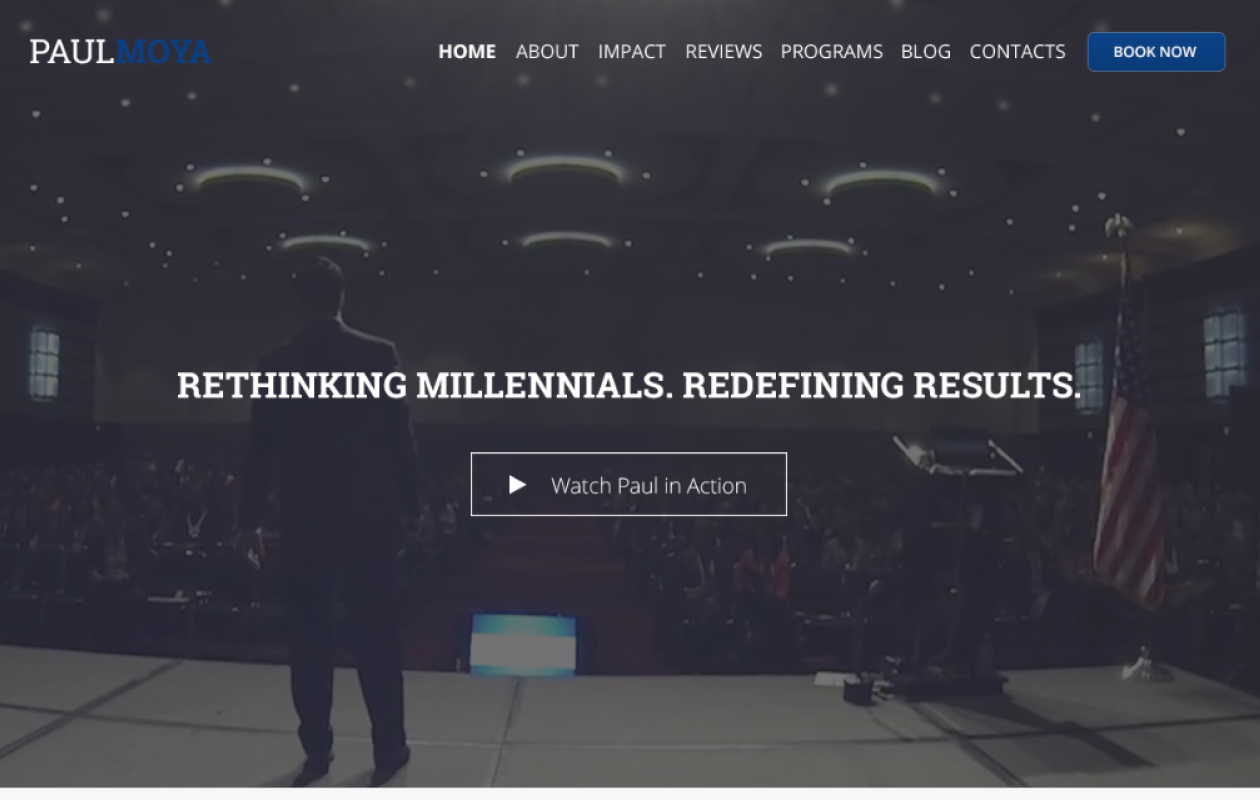 PAULMOYA
HOME ABOUT IMPACT REVIEWS PROGRAMS BLOG CONTACTS BOOK NOW
RETHINKING MILLENNIALS. REDEFINING RESULTS.
Watch Paul in Action